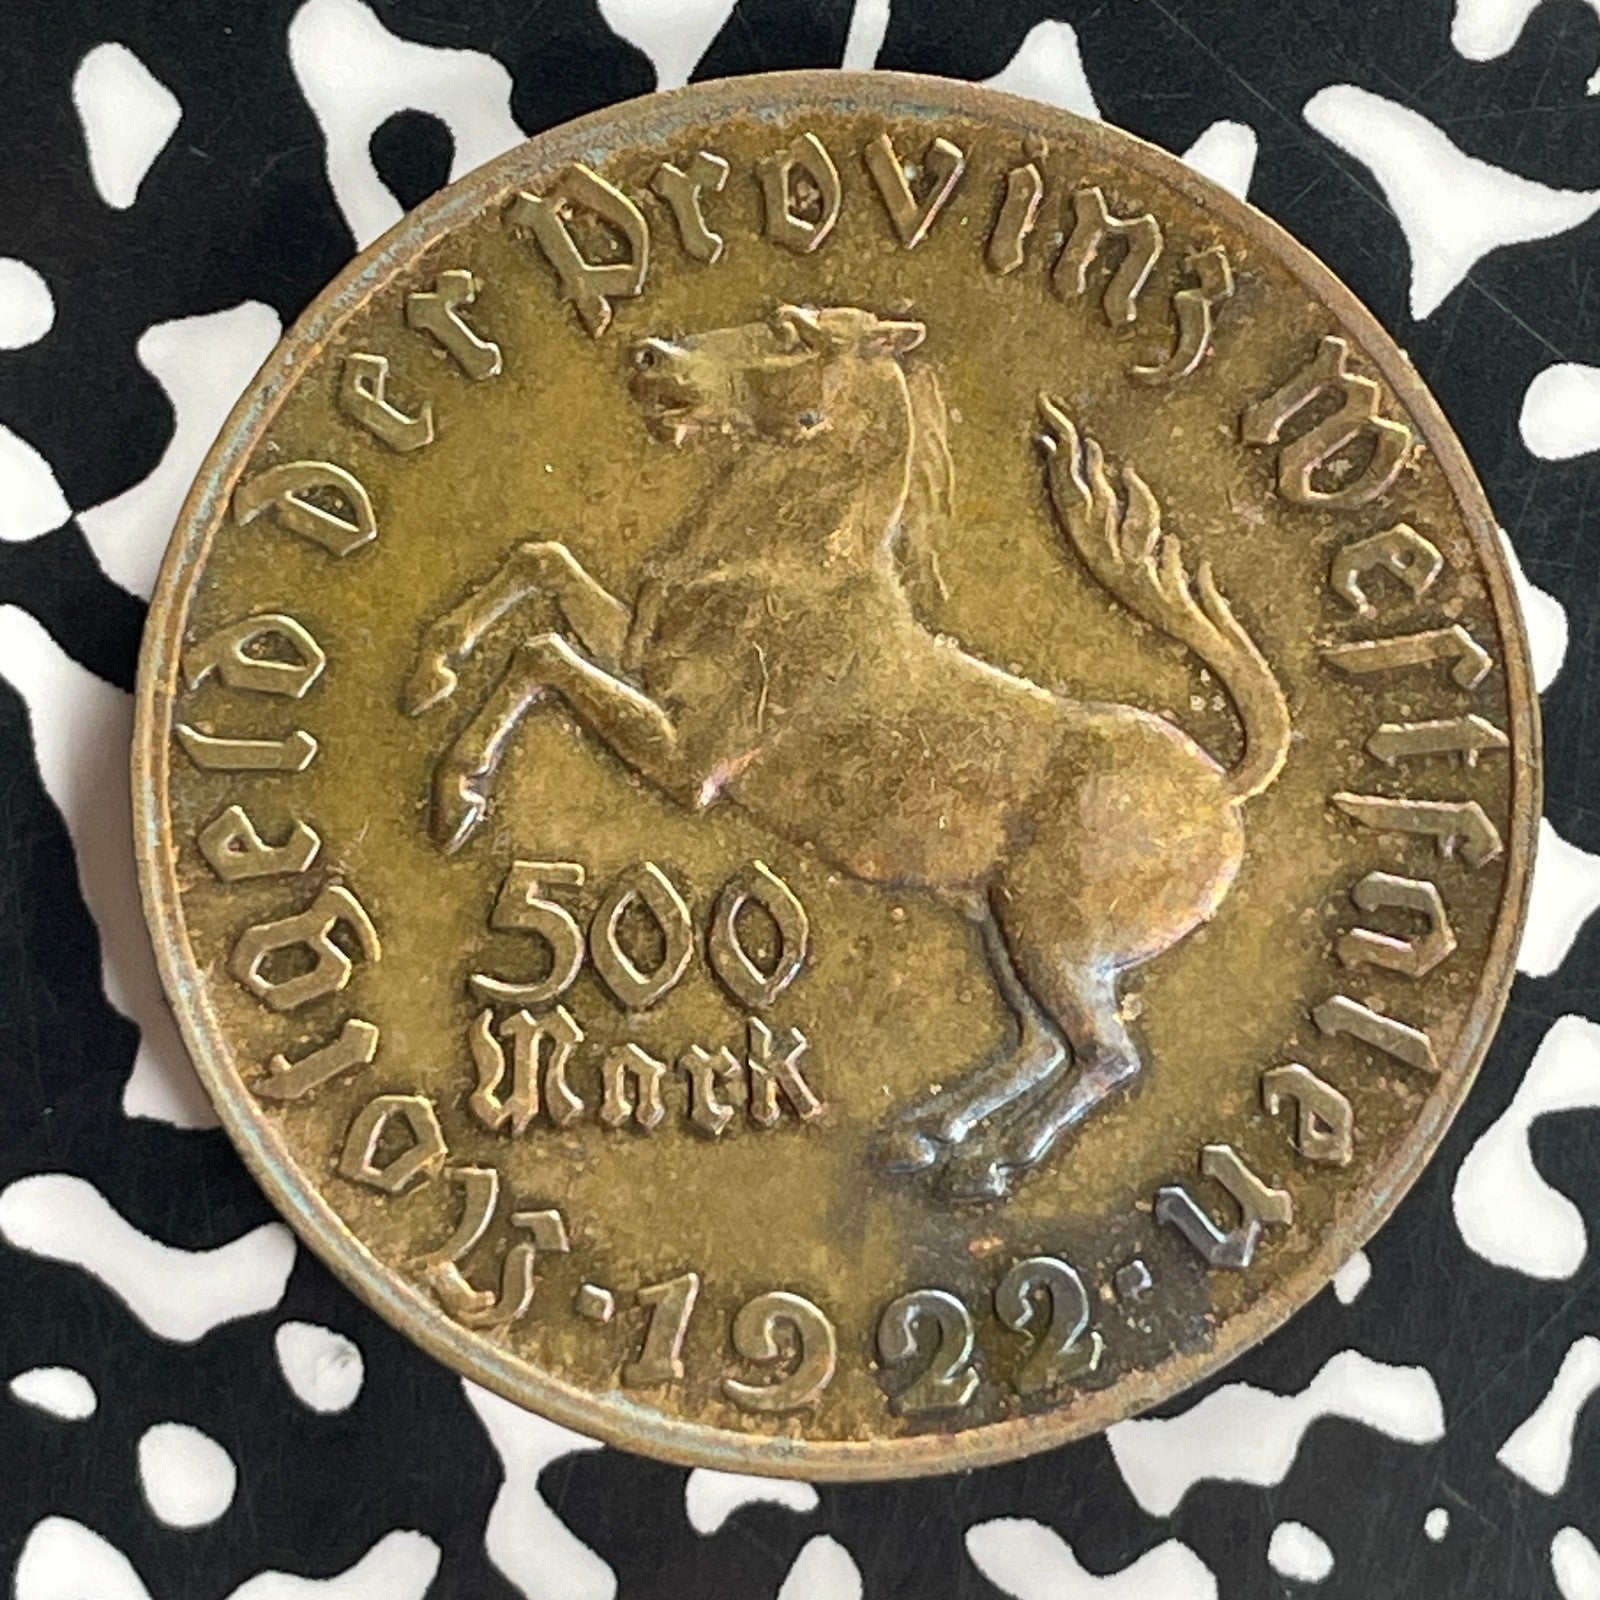 Notgeld der Provinz Westfalen
500
Mark
· 1922 ·